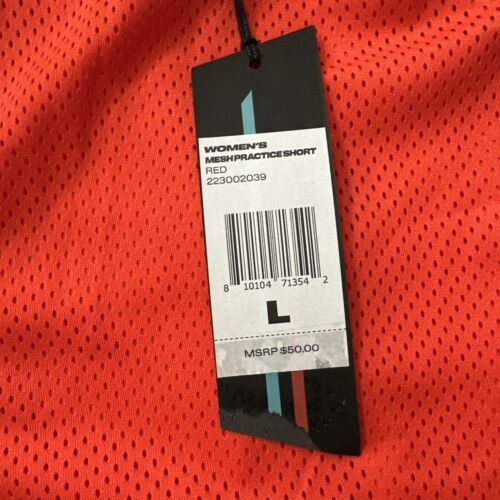 WOMEN'S
MESH PRACTICE SHORT
RED
223002039
8 10104 71354 2
L
MSRP $50.00